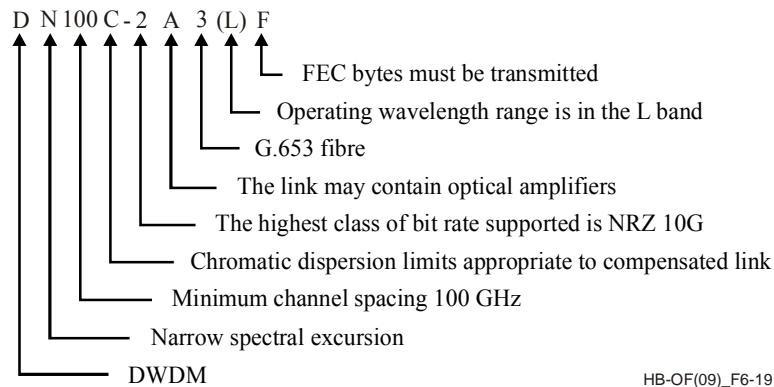 D N 100 C - 2 A 3 (L) F
FEC bytes must be transmitted
Operating wavelength range is in the L band
G.653 fibre
The link may contain optical amplifiers
The highest class of bit rate supported is NRZ 10G
Chromatic dispersion limits appropriate to compensated link
Minimum channel spacing 100 GHz
Narrow spectral excursion
DWDM
HB-OF(09)_F6-19